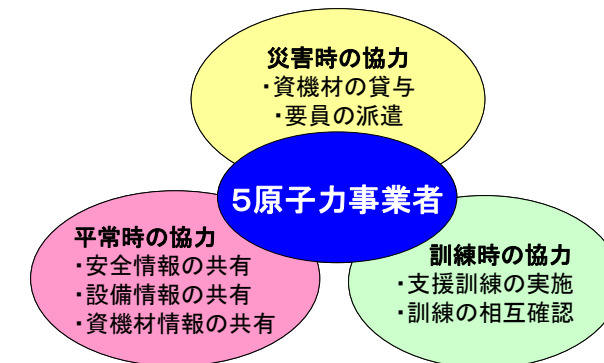 災害時の協力
・資機材の貸与
・要員の派遣
5原子力事業者
平常時の協力
・安全情報の共有
・設備情報の共有
・資機材情報の共有
訓練時の協力
・支援訓練の実施
・訓練の相互確認